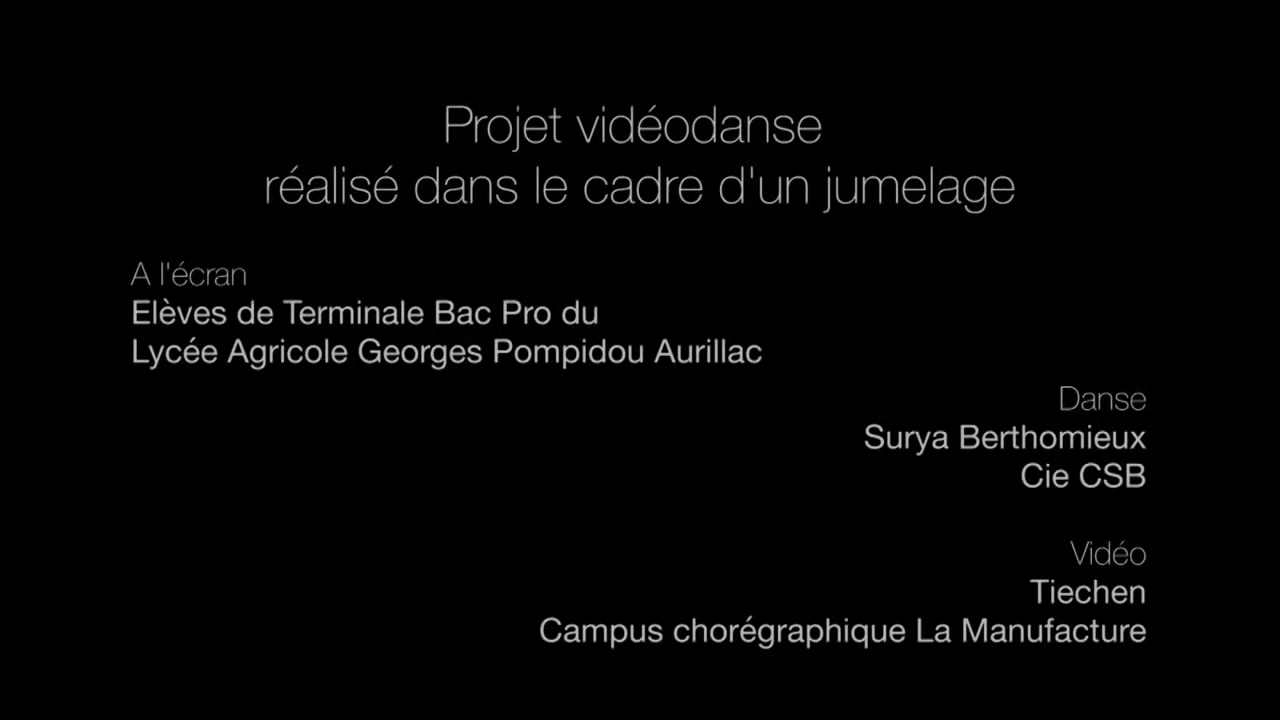 Projet vidéodanse
réalisé dans le cadre d'un jumelage
A l'écran
Elèves de Terminale Bac Pro du
Lycée Agricole Georges Pompidou Aurillac
Danse
Surya Berthomieux
Cie CSB
Vidéo
Tiechen
Campus chorégraphique La Manufacture